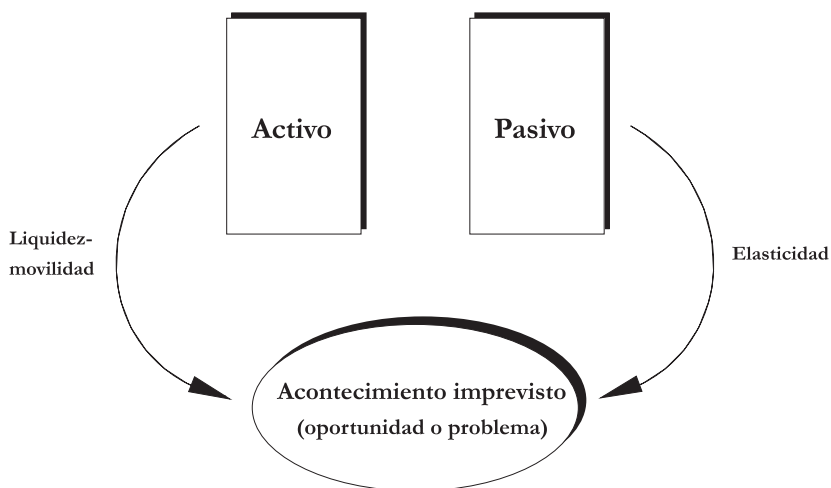 Activo
Pasivo
Liquidez-
movilidad
Elasticidad
Acontecimiento imprevisto
(oportunidad o problema)